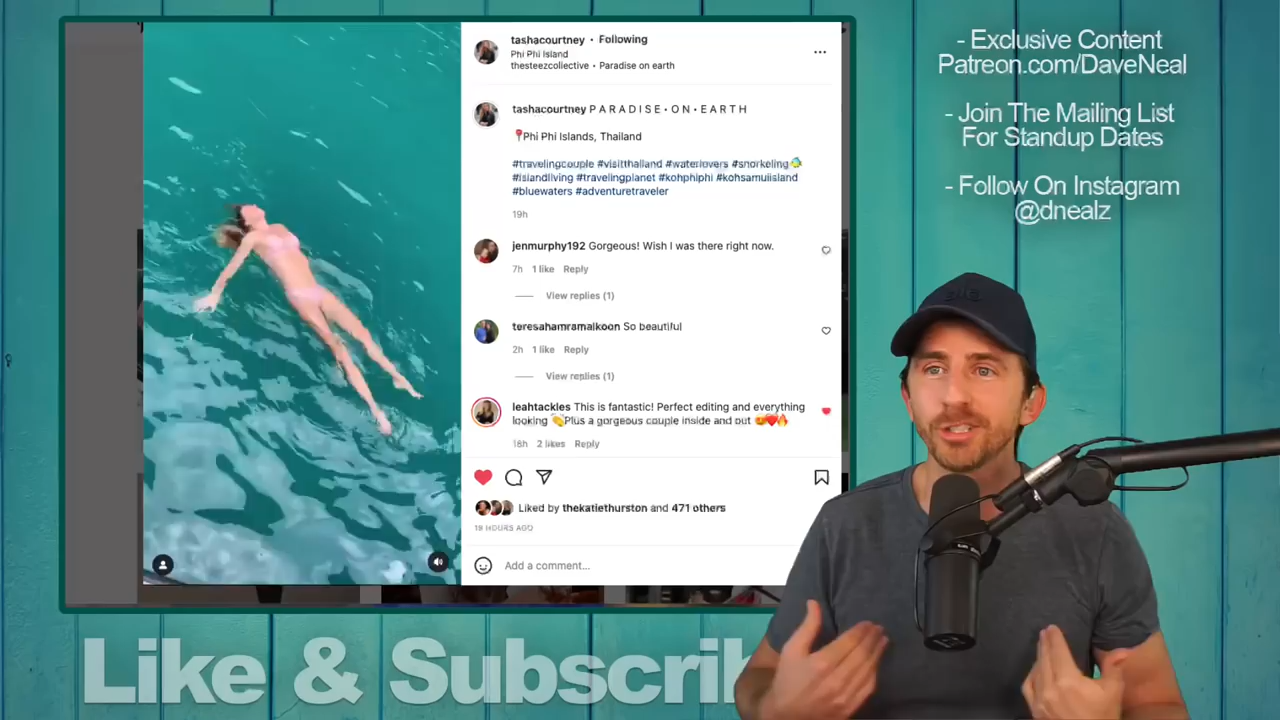 tashacourtney • Following
Phi Phi Island
thesteezcollective • Paradise on earth
tashacourtney P A R A D I S E • O N • E A R T H
📍Phi Phi Islands, Thailand
#travelingcouple #visitthailand #waterlovers #snorkeling🤿
#islandliving #travelingplanet #kohphiphi #kohsamuiisland
#bluewaters #adventuretraveler
19h
jenmurphy192 Gorgeous! Wish I was there right now.
7h 1 like Reply
View replies (1)
teresahamramalkoon So beautiful
2h 1 like Reply
View replies (1)
leahtackles This is fantastic! Perfect editing and everything
looking 👏Plus a gorgeous couple inside and out 😍❤️🔥
16h 2 likes Reply
Liked by thekatiethurston and 471 others
19 HOURS AGO
Add a comment...
- Exclusive Content
Patreon.com/DaveNeal
- Join The Mailing List
For Standup Dates
- Follow On Instagram
@dnealz
Like & Subscrib